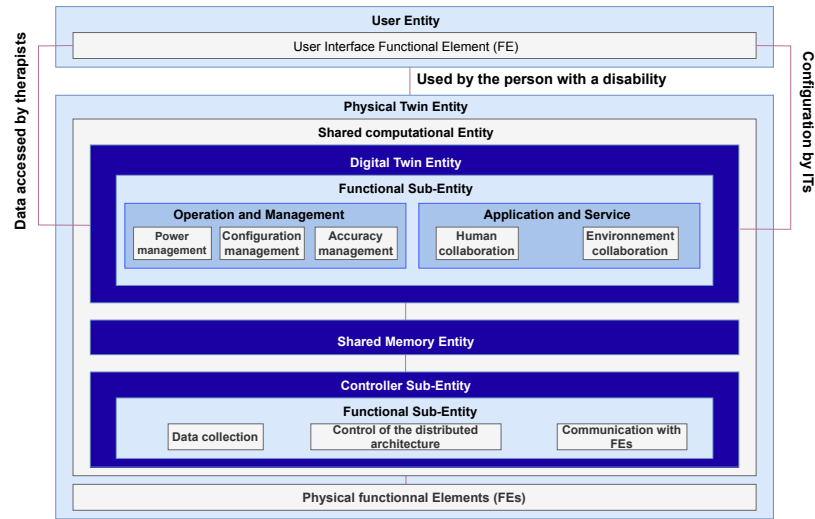 User Entity
User Interface Functional Element (FE)
Data accessed by therapists
Configuration by ITs
Used by the person with a disability
Physical Twin Entity
Shared computational Entity
Digital Twin Entity
Functional Sub-Entity
Operation and Management
Power
management
Configuration
management
Accuracy
management
Application and Service
Human
collaboration
Environnement
collaboration
Shared Memory Entity
Controller Sub-Entity
Functional Sub-Entity
Data collection
Control of the distributed
architecture
Communication with
FEs
Physical functionnal Elements (FEs)